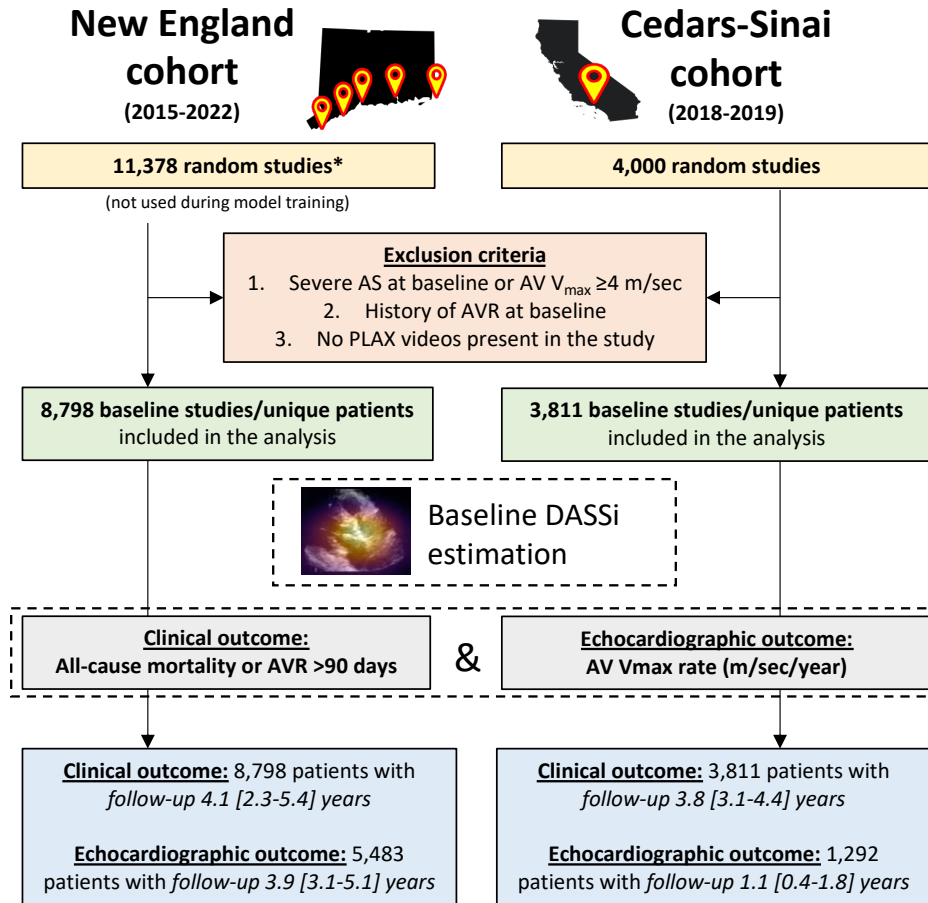 New England
cohort
(2015-2022)
Cedars-Sinai
cohort
(2018-2019)
11,378 random studies*
(not used during model training)
4,000 random studies
Exclusion criteria
1. Severe AS at baseline or AV Vmax ≥4 m/sec
2. History of AVR at baseline
3. No PLAX videos present in the study
8,798 baseline studies/unique patients
included in the analysis
3,811 baseline studies/unique patients
included in the analysis
Baseline DASSi
estimation
Clinical outcome:
All-cause mortality or AVR >90 days
&
Echocardiographic outcome:
AV Vmax rate (m/sec/year)
Clinical outcome: 8,798 patients with
follow-up 4.1 [2.3-5.4] years
Echocardiographic outcome: 5,483
patients with follow-up 3.9 [3.1-5.1] years
Clinical outcome: 3,811 patients with
follow-up 3.8 [3.1-4.4] years
Echocardiographic outcome: 1,292
patients with follow-up 1.1 [0.4-1.8] years